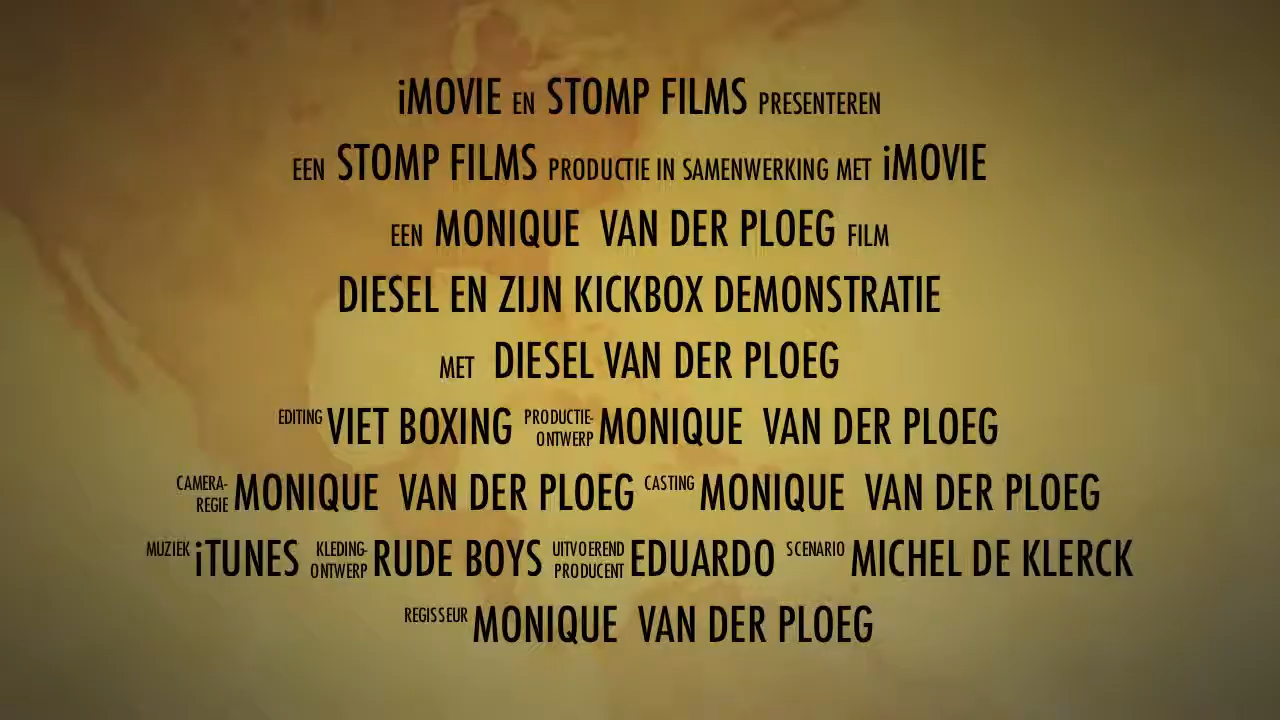 iMOVIE EN STOMP FILMS PRESENTEREN
EEN STOMP FILMS PRODUCTIE IN SAMENWERKING MET iMOVIE
EEN MONIQUE VAN DER PLOEG FILM
DIESEL EN ZIJN KICKBOX DEMONSTRATIE
MET DIESEL VAN DER PLOEG
EDITING VIET BOXING PRODUCTIE-ONTWERP MONIQUE VAN DER PLOEG
CAMERA-REGIE MONIQUE VAN DER PLOEG CASTING MONIQUE VAN DER PLOEG
MUZIEK iTUNES KLEDING-ONTWERP RUDE BOYS UITVOEREND PRODUCENT EDUARDO SCENARIO MICHEL DE KLERCK
REGISSEUR MONIQUE VAN DER PLOEG